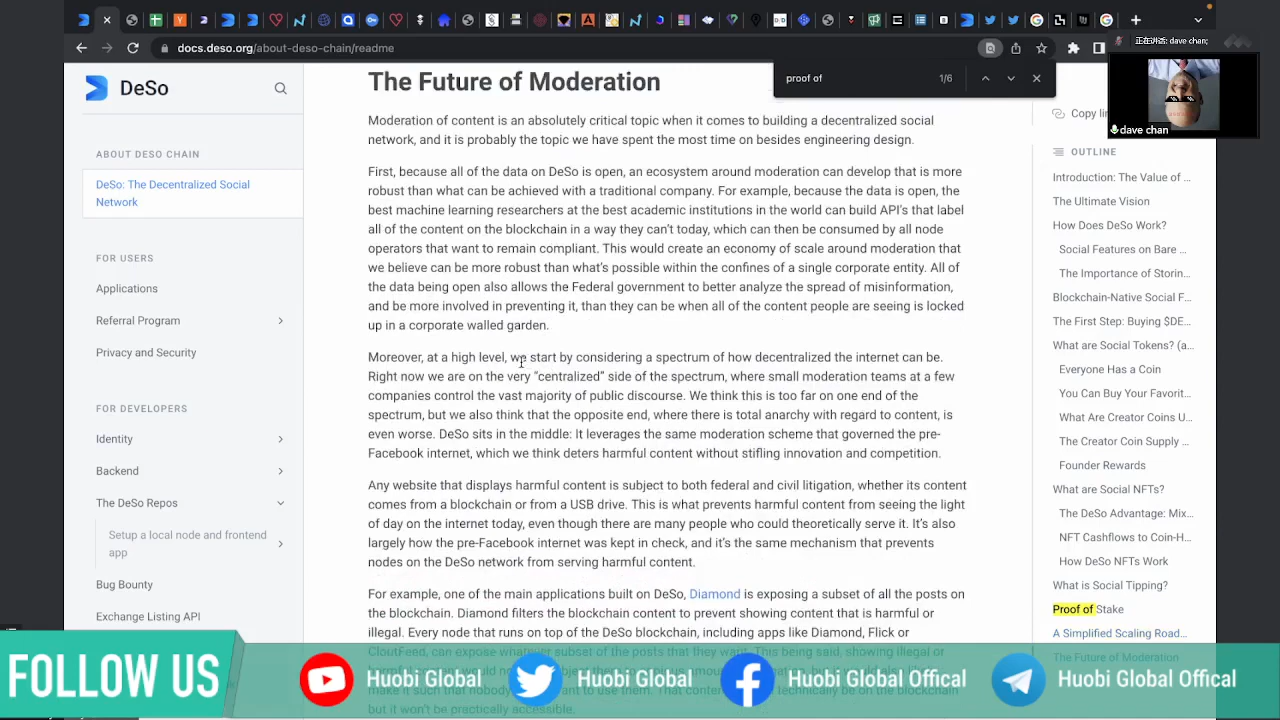 docs.deso.org/about-deso-chain/readme
dave chan;
DeSo
The Future of Moderation
proof of
1/6
Copy lin
dave chan
OUTLINE
ABOUT DESO CHAIN
DeSo: The Decentralized Social
Network
FOR USERS
Applications
Referral Program
Privacy and Security
FOR DEVELOPERS
Identity
Backend
The DeSo Repos
Setup a local node and frontend
app
Bug Bounty
Exchange Listing API
Moderation of content is an absolutely critical topic when it comes to building a decentralized social
network, and it is probably the topic we have spent the most time on besides engineering design.
First, because all of the data on DeSo is open, an ecosystem around moderation can develop that is more
robust than what can be achieved with a traditional company. For example, because the data is open, the
best machine learning researchers at the best academic institutions in the world can build API's that label
all of the content on the blockchain in a way they can't today, which can then be consumed by all node
operators that want to remain compliant. This would create an economy of scale around moderation that
we believe can be more robust than what's possible within the confines of a single corporate entity. All of
the data being open also allows the Federal government to better analyze the spread of misinformation,
and be more involved in preventing it, than they can be when all of the content people are seeing is locked
up in a corporate walled garden.
Moreover, at a high level, we start by considering a spectrum of how decentralized the internet can be.
Right now we are on the very "centralized" side of the spectrum, where small moderation teams at a few
companies control the vast majority of public discourse. We think this is too far on one end of the
spectrum, but we also think that the opposite end, where there is total anarchy with regard to content, is
even worse. DeSo sits in the middle: It leverages the same moderation scheme that governed the pre-
Facebook internet, which we think deters harmful content without stifling innovation and competition.
Any website that displays harmful content is subject to both federal and civil litigation, whether its content
comes from a blockchain or from a USB drive. This is what prevents harmful content from seeing the light
of day on the internet today, even though there are many people who could theoretically serve it. It's also
largely how the pre-Facebook internet was kept in check, and it's the same mechanism that prevents
nodes on the DeSo network from serving harmful content.
For example, one of the main applications built on DeSo, Diamond is exposing a subset of all the posts on
the blockchain. Diamond filters the blockchain content to prevent showing content that is harmful or
illegal. Every node that runs on top of the DeSo blockchain, including apps like Diamond, Flick or
CloutFeed, can expose whatever subset of the posts that they want. This being said, showing illegal or
but it won't be practically accessible.
Introduction: The Value of ...
The Ultimate Vision
How Does DeSo Work?
Social Features on Bare ...
The Importance of Storin...
Blockchain-Native Social F...
The First Step: Buying $DE...
What are Social Tokens? (a...
Everyone Has a Coin
You Can Buy Your Favorit...
What Are Creator Coins U...
The Creator Coin Supply ...
Founder Rewards
What are Social NFTs?
The DeSo Advantage: Mix...
NFT Cashflows to Coin-H...
How DeSo NFTs Work
What is Social Tipping?
Proof of Stake
A Simplified Scaling Road...
The Future of Moderation
FOLLOW US
Huobi Global
Huobi Global
Huobi Global Offical
Huobi Global Offical